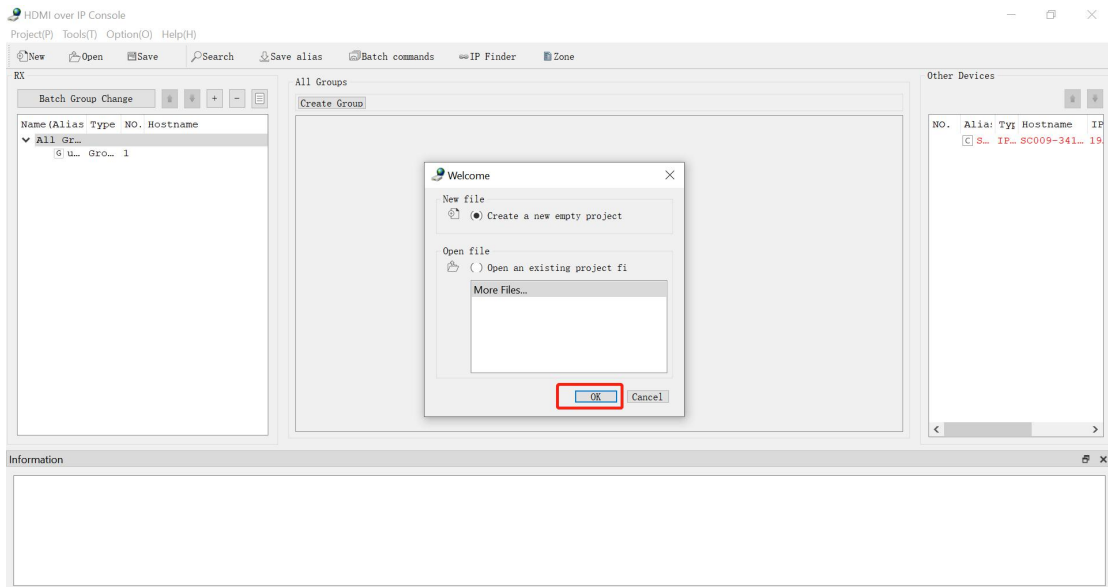 HDMI over IP Console
Project(P) Tools(T) Option(O) Help(H)
New Open Save Search Save alias Batch commands IP Finder Zone
RX
Batch Group Change + -
Name(Alias Type NO. Hostname
All Gr...
G u... Gro... 1
All Groups
Create Group
Welcome
New file
Create a new empty project
Open file
Open an existing project fi
More Files...
OK Cancel
Other Devices
NO. Alia: Typ Hostname IP
C S… IP… SC009-341… 19.
Information